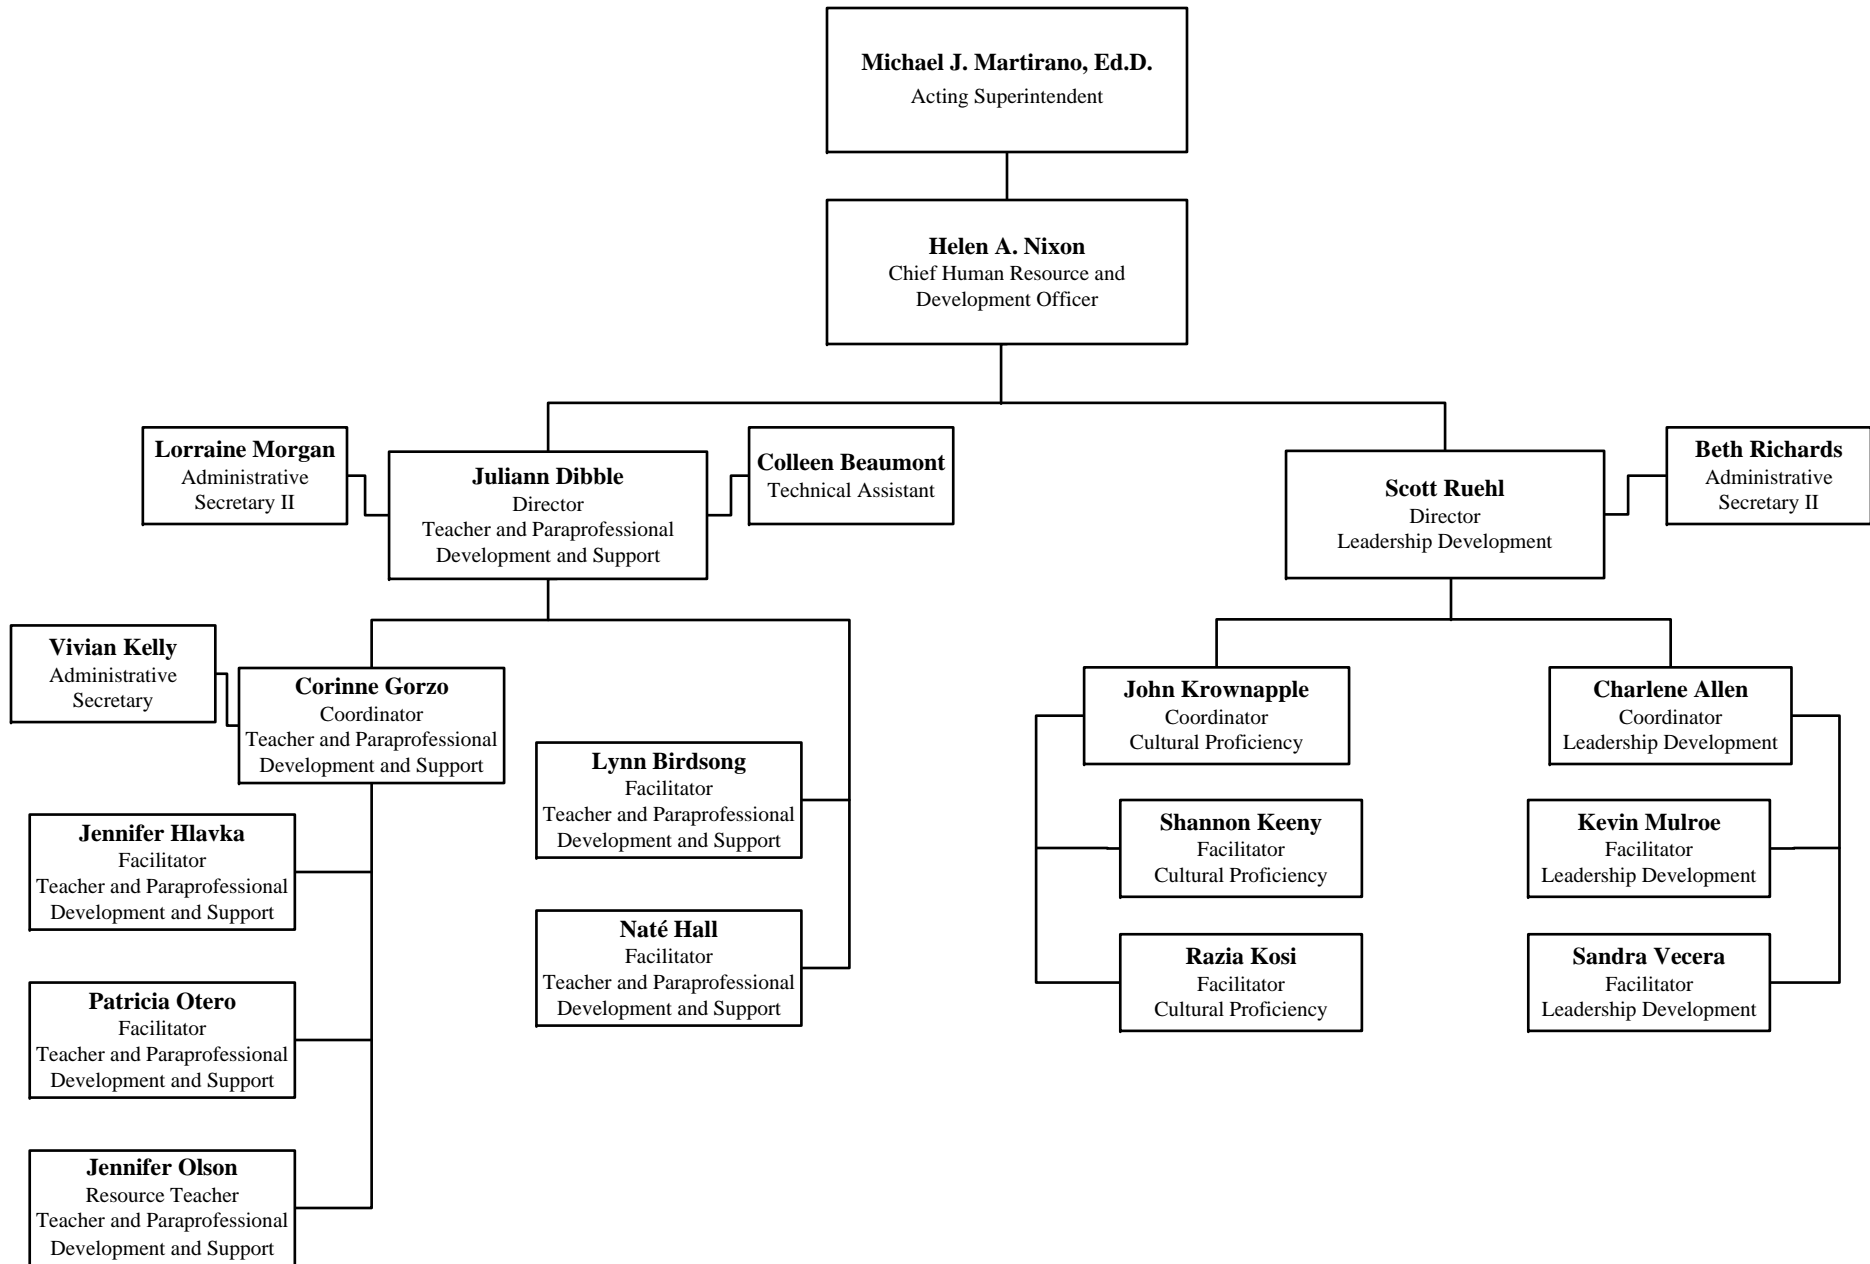 Michael J. Martirano, Ed.D.
Acting Superintendent
Helen A. Nixon
Chief Human Resource and
Development Officer
Lorraine Morgan
Administrative
Secretary II
Juliann Dibble
Director
Teacher and Paraprofessional
Development and Support
Colleen Beaumont
Technical Assistant
Scott Ruehl
Director
Leadership Development
Beth Richards
Administrative
Secretary II
Vivian Kelly
Administrative
Secretary
Corinne Gorzo
Coordinator
Teacher and Paraprofessional
Development and Support
Jennifer Hlavka
Facilitator
Teacher and Paraprofessional
Development and Support
Patricia Otero
Facilitator
Teacher and Paraprofessional
Development and Support
Jennifer Olson
Resource Teacher
Teacher and Paraprofessional
Development and Support
Lynn Birdsong
Facilitator
Teacher and Paraprofessional
Development and Support
Naté Hall
Facilitator
Teacher and Paraprofessional
Development and Support
John Krownapple
Coordinator
Cultural Proficiency
Shannon Keeny
Facilitator
Cultural Proficiency
Razia Kosi
Facilitator
Cultural Proficiency
Charlene Allen
Coordinator
Leadership Development
Kevin Mulroe
Facilitator
Leadership Development
Sandra Vecera
Facilitator
Leadership Development